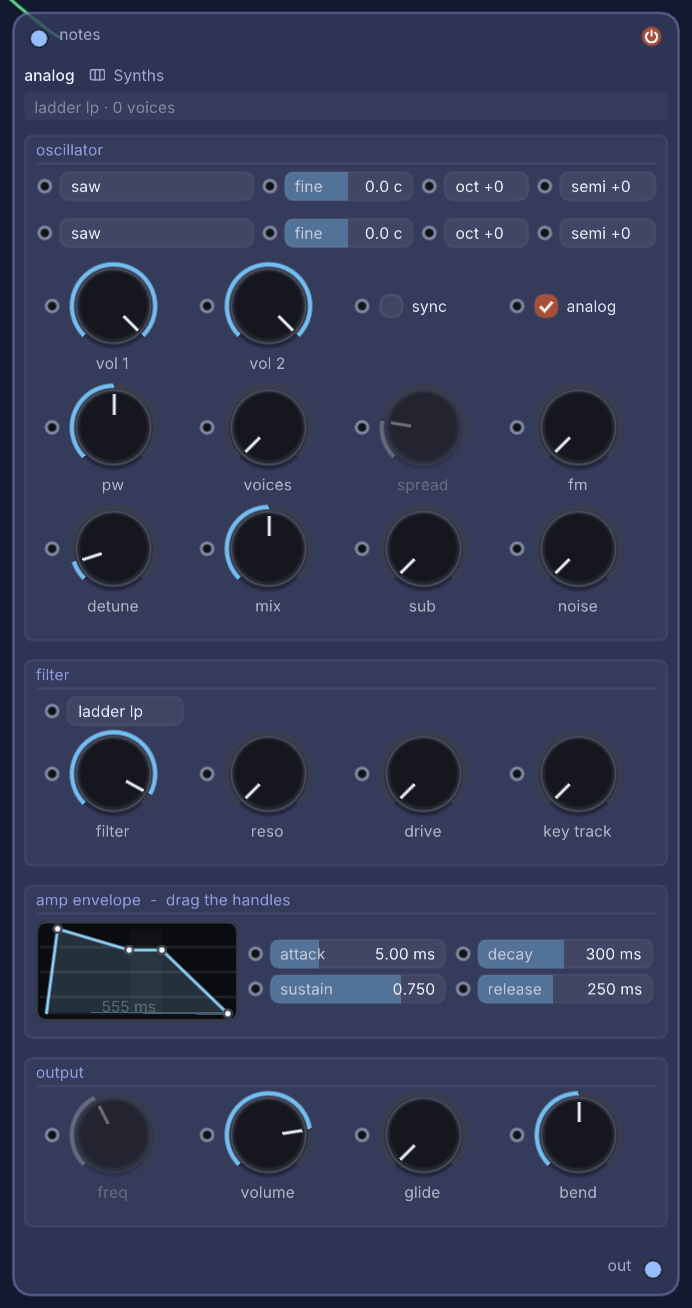 notes
analog Synths
ladder lp · 0 voices
oscillator
saw fine 0.0 c oct +0 semi +0
saw fine 0.0 c oct +0 semi +0
sync analog
vol 1 vol 2
pw voices spread fm
detune mix sub noise
filter
ladder lp
filter reso drive key track
amp envelope - drag the handles
attack 5.00 ms decay 300 ms
555 ms sustain 0.750 release 250 ms
output
freq volume glide bend
out